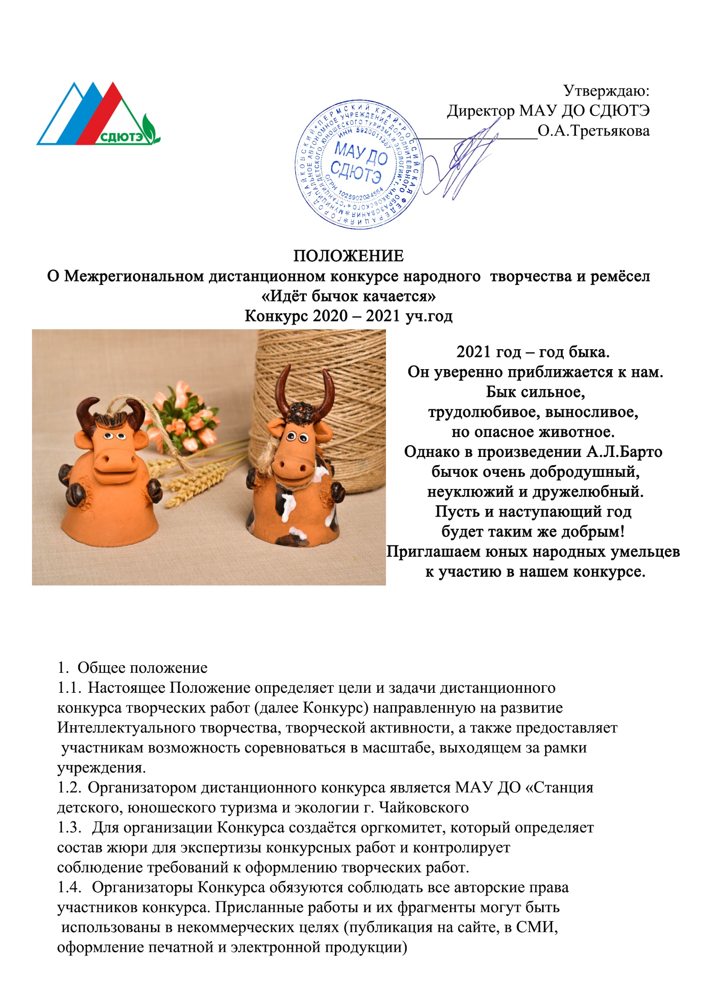 СДЮТЭ
Утверждаю:
Директор МАУ ДО СДЮТЭ
_______________О.А.Третьякова
ГОРОД ЧАЙКОВСКИЙ*ПЕРМСКИЙ КРАЙ*РОССИЙСКАЯ ФЕДЕРАЦИЯ*
МУНИЦИПАЛЬНОЕ АВТОНОМНОЕ УЧРЕЖДЕНИЕ ДОПОЛНИТЕЛЬНОГО ОБРАЗОВАНИЯ*
"СТАНЦИЯ ДЕТСКОГО, ЮНОШЕСКОГО ТУРИЗМА И ЭКОЛОГИИ" г. ЧАЙКОВСКОГО*
ИНН 5920011387
МАУ ДО
СДЮТЭ
ОГРН 1025902034564
ПОЛОЖЕНИЕ
О Межрегиональном дистанционном конкурсе народного творчества и ремёсел
«Идёт бычок качается»
Конкурс 2020 – 2021 уч.год
2021 год – год быка.
Он уверенно приближается к нам.
Бык сильное,
трудолюбивое, выносливое,
но опасное животное.
Однако в произведении А.Л.Барто
бычок очень добродушный,
неуклюжий и дружелюбный.
Пусть и наступающий год
будет таким же добрым!
Приглашаем юных народных умельцев
к участию в нашем конкурсе.
1. Общее положение
1.1. Настоящее Положение определяет цели и задачи дистанционного
конкурса творческих работ (далее Конкурс) направленную на развитие
Интеллектуального творчества, творческой активности, а также предоставляет
участникам возможность соревноваться в масштабе, выходящем за рамки
учреждения.
1.2. Организатором дистанционного конкурса является МАУ ДО «Станция
детского, юношеского туризма и экологии г. Чайковского
1.3. Для организации Конкурса создаётся оргкомитет, который определяет
состав жюри для экспертизы конкурсных работ и контролирует
соблюдение требований к оформлению творческих работ.
1.4. Организаторы Конкурса обязуются соблюдать все авторские права
участников конкурса. Присланные работы и их фрагменты могут быть
использованы в некоммерческих целях (публикация на сайте, в СМИ,
оформление печатной и электронной продукции)